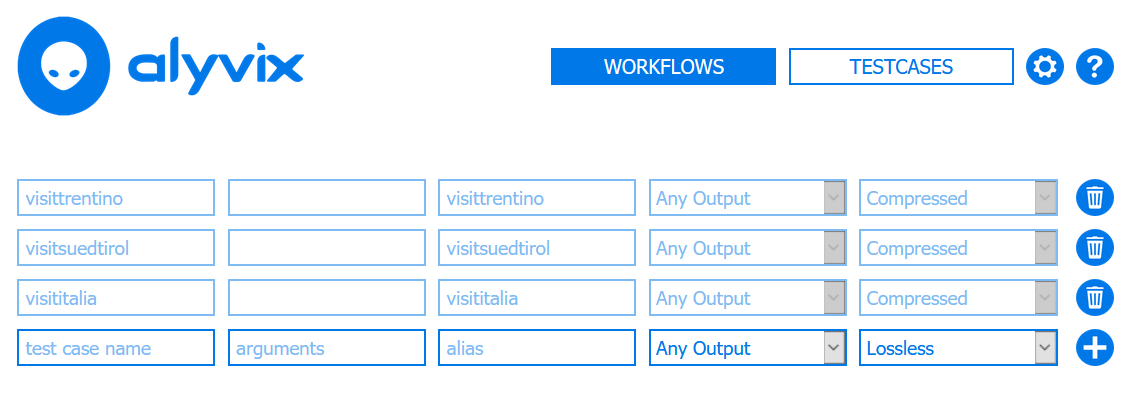 alyvix
WORKFLOWS TESTCASES ?
visittrentino visittrentino Any Output Compressed
visitsuedtirol visitsuedtirol Any Output Compressed
visititalia visititalia Any Output Compressed
test case name arguments alias Any Output Lossless